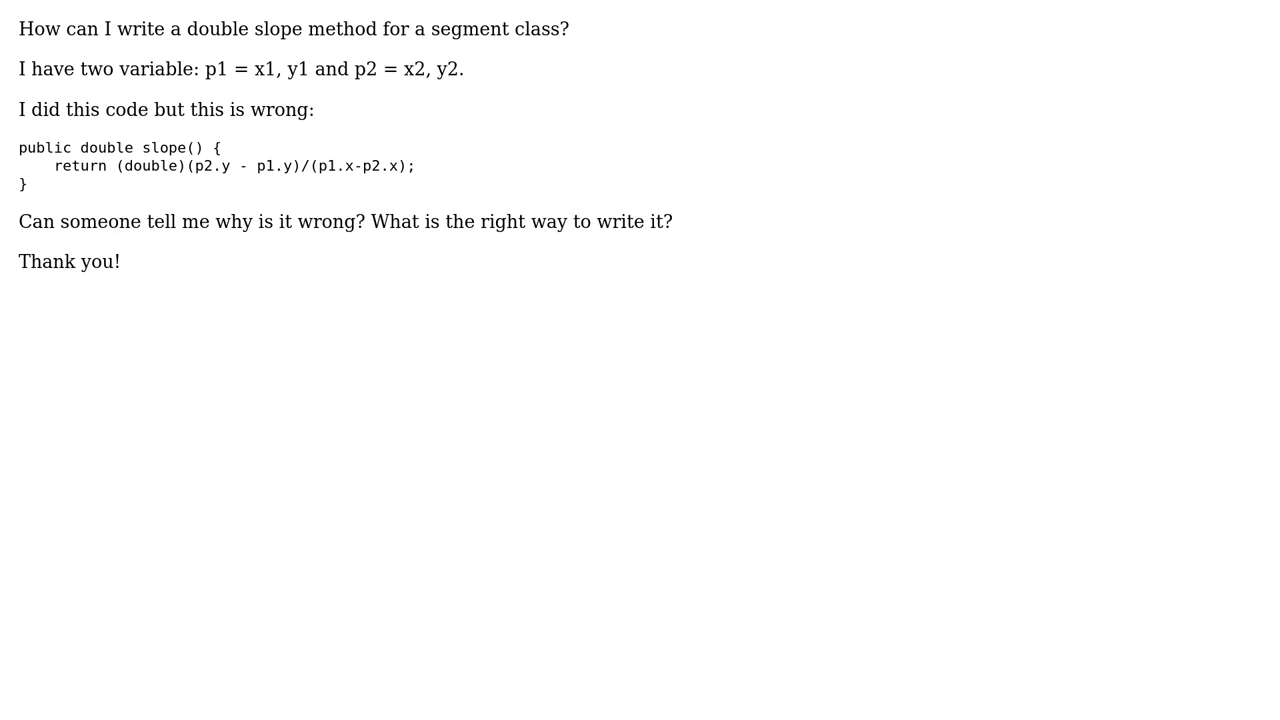 How can I write a double slope method for a segment class?
I have two variable: p1 = x1, y1 and p2 = x2, y2.
I did this code but this is wrong:
public double slope() {
    return (double)(p2.y - p1.y)/(p1.x-p2.x);
}
Can someone tell me why is it wrong? What is the right way to write it?
Thank you!